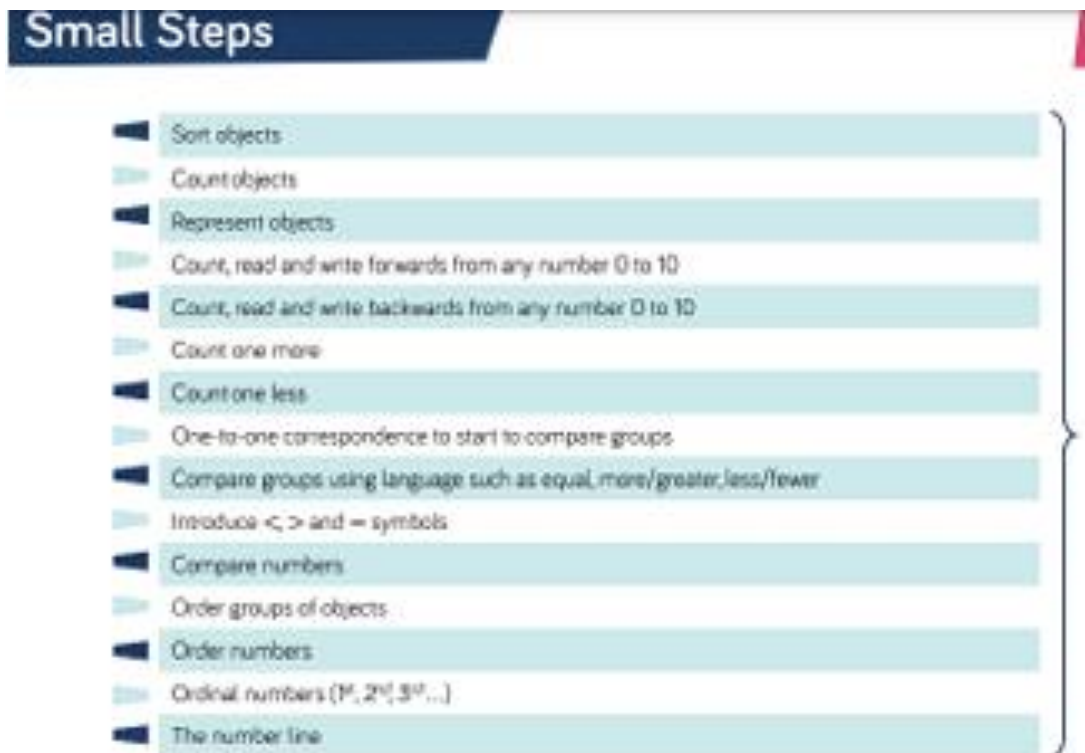 Small Steps
Sort objects
Count objects
Represent objects
Count, read and write forwards from any number 0 to 10
Count, read and write backwards from any number 0 to 10
Count one more
Count one less
One-to-one correspondence to start to compare groups
Compare groups using language such as equal, more/greater, less/fewer
Introduce <, > and = symbols
Compare numbers
Order groups of objects
Order numbers
Ordinal numbers (1st, 2nd, 3rd...)
The number line